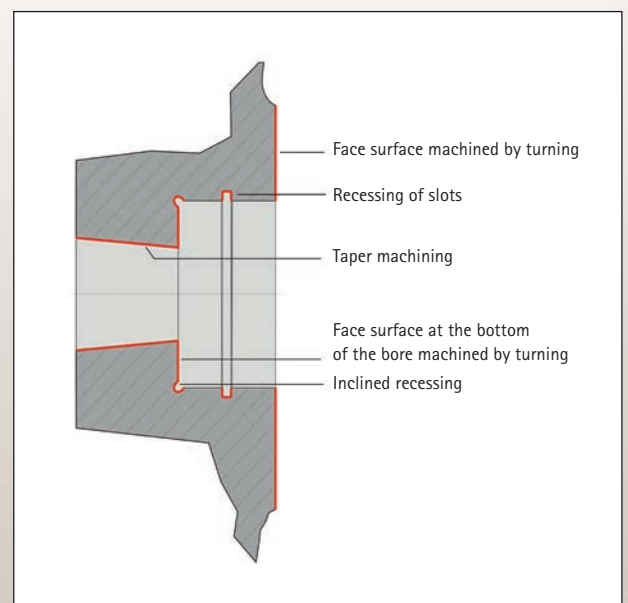 Face surface machined by turning
Recessing of slots
Taper machining
Face surface at the bottom
of the bore machined by turning
Inclined recessing